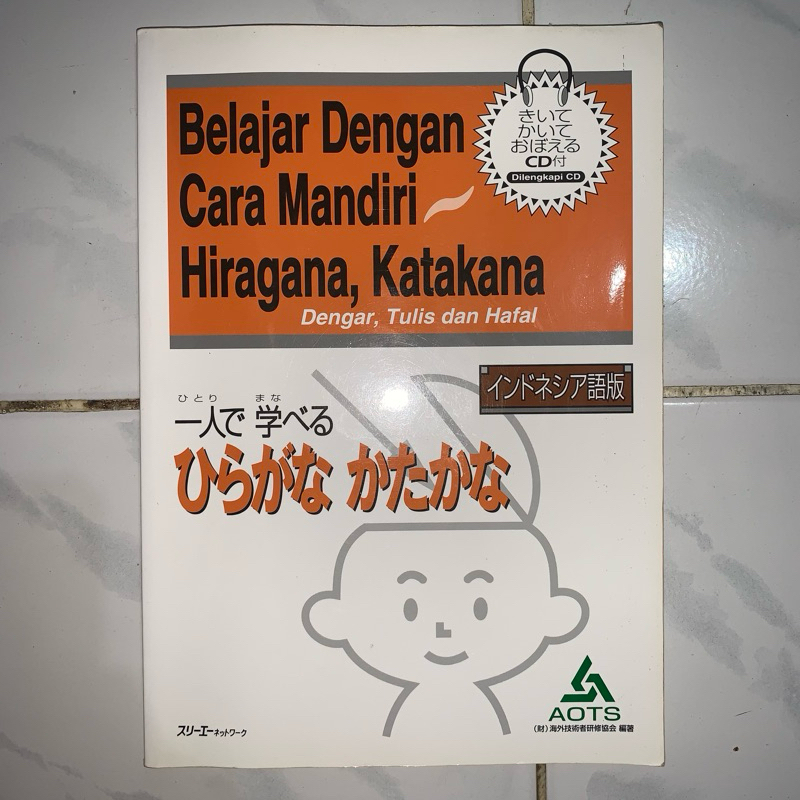 Belajar Dengan
Cara Mandiri
Hiragana, Katakana
Dengar, Tulis dan Hafal
きいて
かいて
おぼえる
CD付
Dilengkapi CD
インドネシア語版
ひとり まな
一人で 学べる
ひらがな かたかな
AOTS
(財)海外技術者研修協会 編著
スリーエーネットワーク